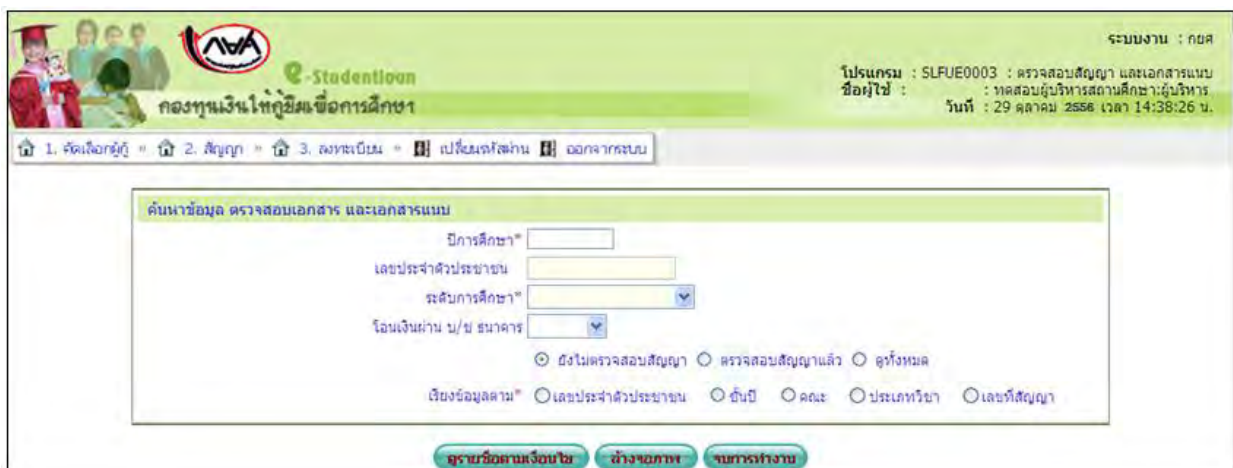 ระบบงาน : กยศ
กยศ
e-Studentloan
กองทุนเงินให้กู้ยืมเพื่อการศึกษา
โปรแกรม : SLFUE0003 : ตรวจสอบสัญญา และเอกสารแนบ
ชื่อผู้ใช้ : : ทดสอบผู้บริหารสถานศึกษา:ผู้บริหาร
วันที่ : 29 ตุลาคม 2556 เวลา 14:38:26 น.
1. คัดเลือกผู้กู้ » 2. สัญญา » 3. ลงทะเบียน » เปลี่ยนรหัสผ่าน ออกจากระบบ
ค้นหาข้อมูล ตรวจสอบเอกสาร และเอกสารแนบ
ปีการศึกษา*
เลขประจำตัวประชาชน
ระดับการศึกษา*
โอนเงินผ่าน บ/ช ธนาคาร
ยังไม่ตรวจสอบสัญญา ตรวจสอบสัญญาแล้ว ดูทั้งหมด
เรียงข้อมูลตาม* เลขประจำตัวประชาชน ชั้นปี คณะ ประเภทวิชา เลขที่สัญญา
ดูรายชื่อตามเงื่อนไข ล้างจอภาพ จบการทำงาน